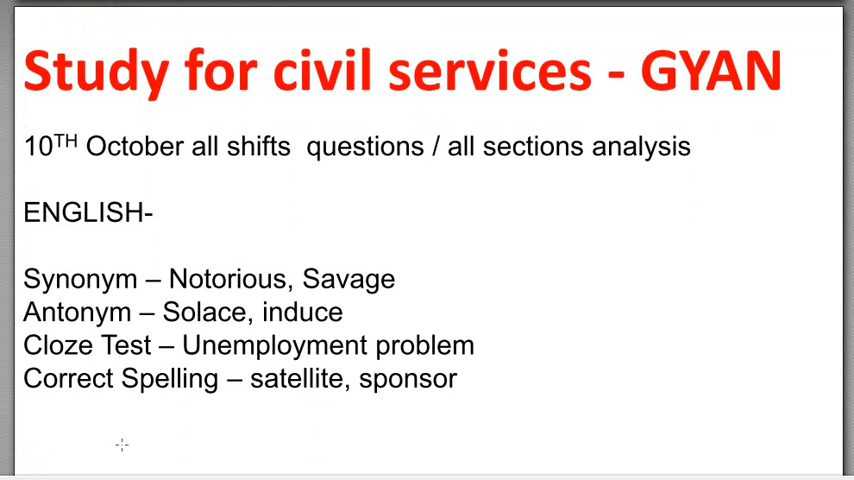 Study for civil services - GYAN
10TH October all shifts questions / all sections analysis
ENGLISH-
Synonym – Notorious, Savage
Antonym – Solace, induce
Cloze Test – Unemployment problem
Correct Spelling – satellite, sponsor